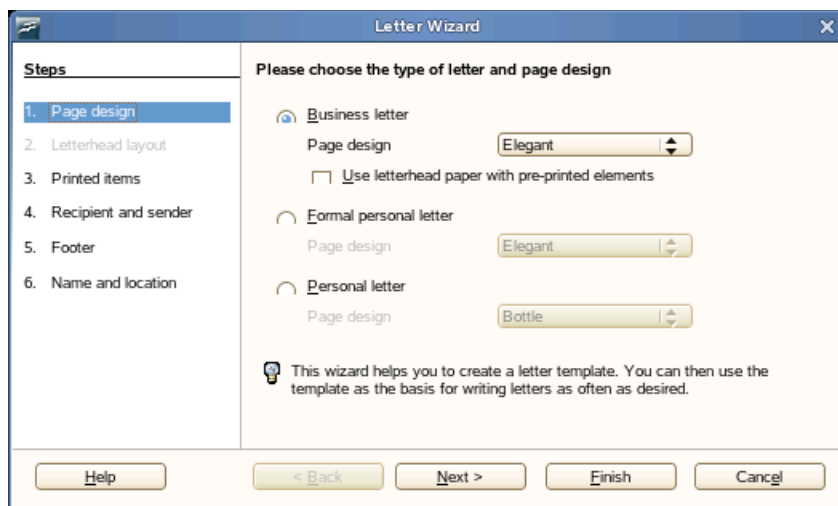 Letter Wizard
Steps
1. Page design
2. Letterhead layout
3. Printed items
4. Recipient and sender
5. Footer
6. Name and location
Please choose the type of letter and page design
Business letter
Page design Elegant
Use letterhead paper with pre-printed elements
Formal personal letter
Page design Elegant
Personal letter
Page design Bottle
This wizard helps you to create a letter template. You can then use the
template as the basis for writing letters as often as desired.
Help < Back Next > Finish Cancel